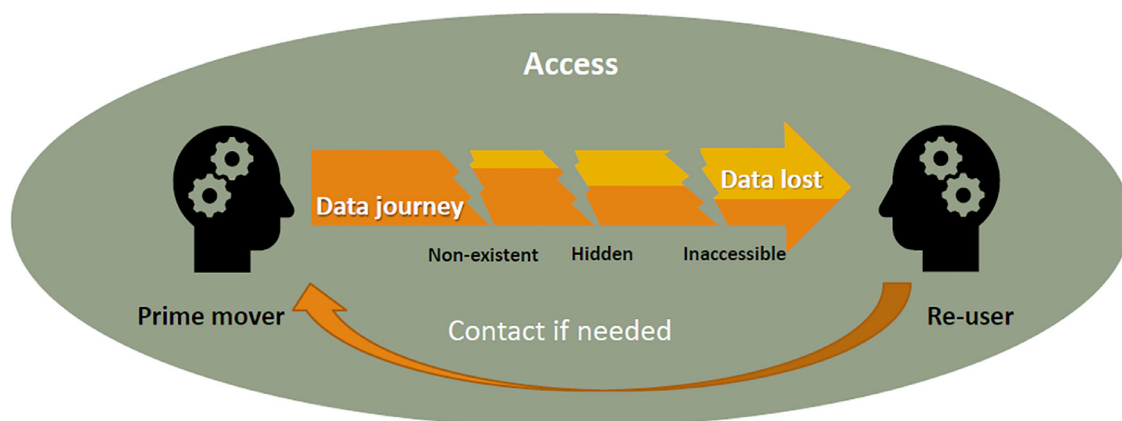 Access
Data journey
Data lost
Non-existent
Hidden
Inaccessible
Prime mover
Re-user
Contact if needed